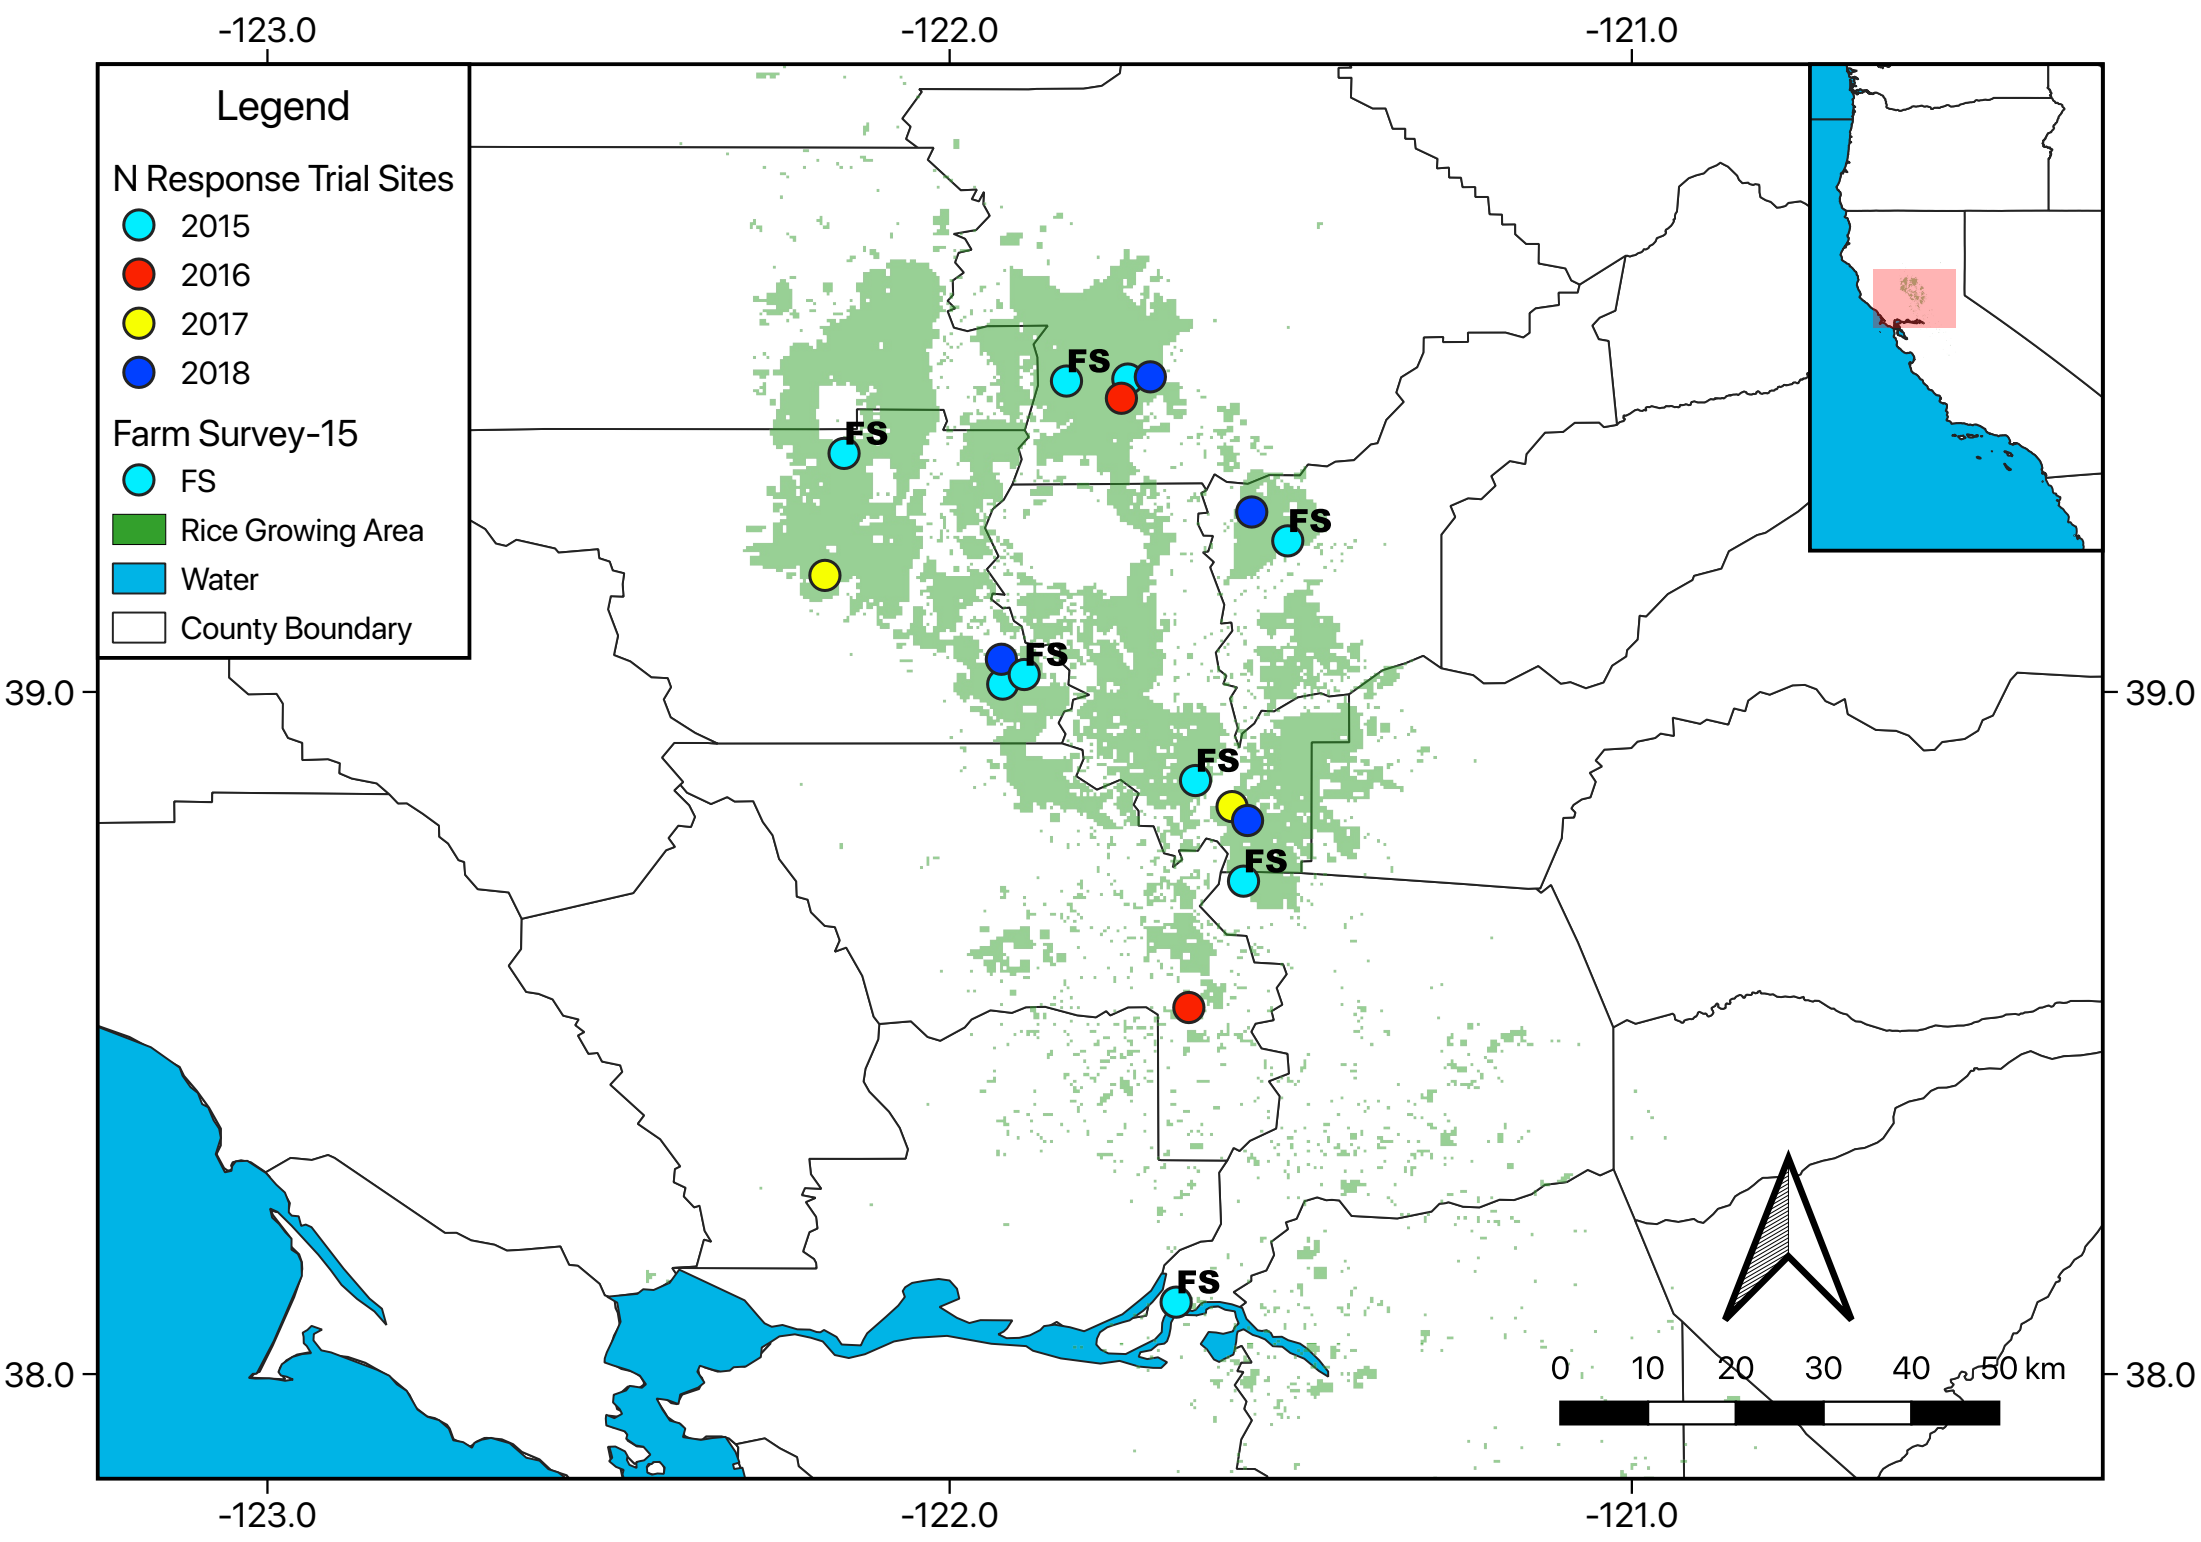 -123.0 -122.0 -121.0
Legend
N Response Trial Sites
2015
2016
2017
2018
Farm Survey-15
FS
Rice Growing Area
Water
County Boundary
FS
FS
FS
FS
39.0 39.0
FS
FS
FS
0 10 20 30 40 50 km
38.0 38.0
-123.0 -122.0 -121.0